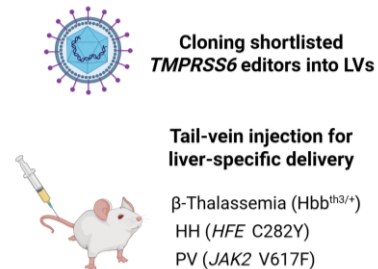 Cloning shortlisted
TMPRSS6 editors into LVs
Tail-vein injection for
liver-specific delivery
β-Thalassemia (Hbbth3/+)
HH (HFE C282Y)
PV (JAK2 V617F)